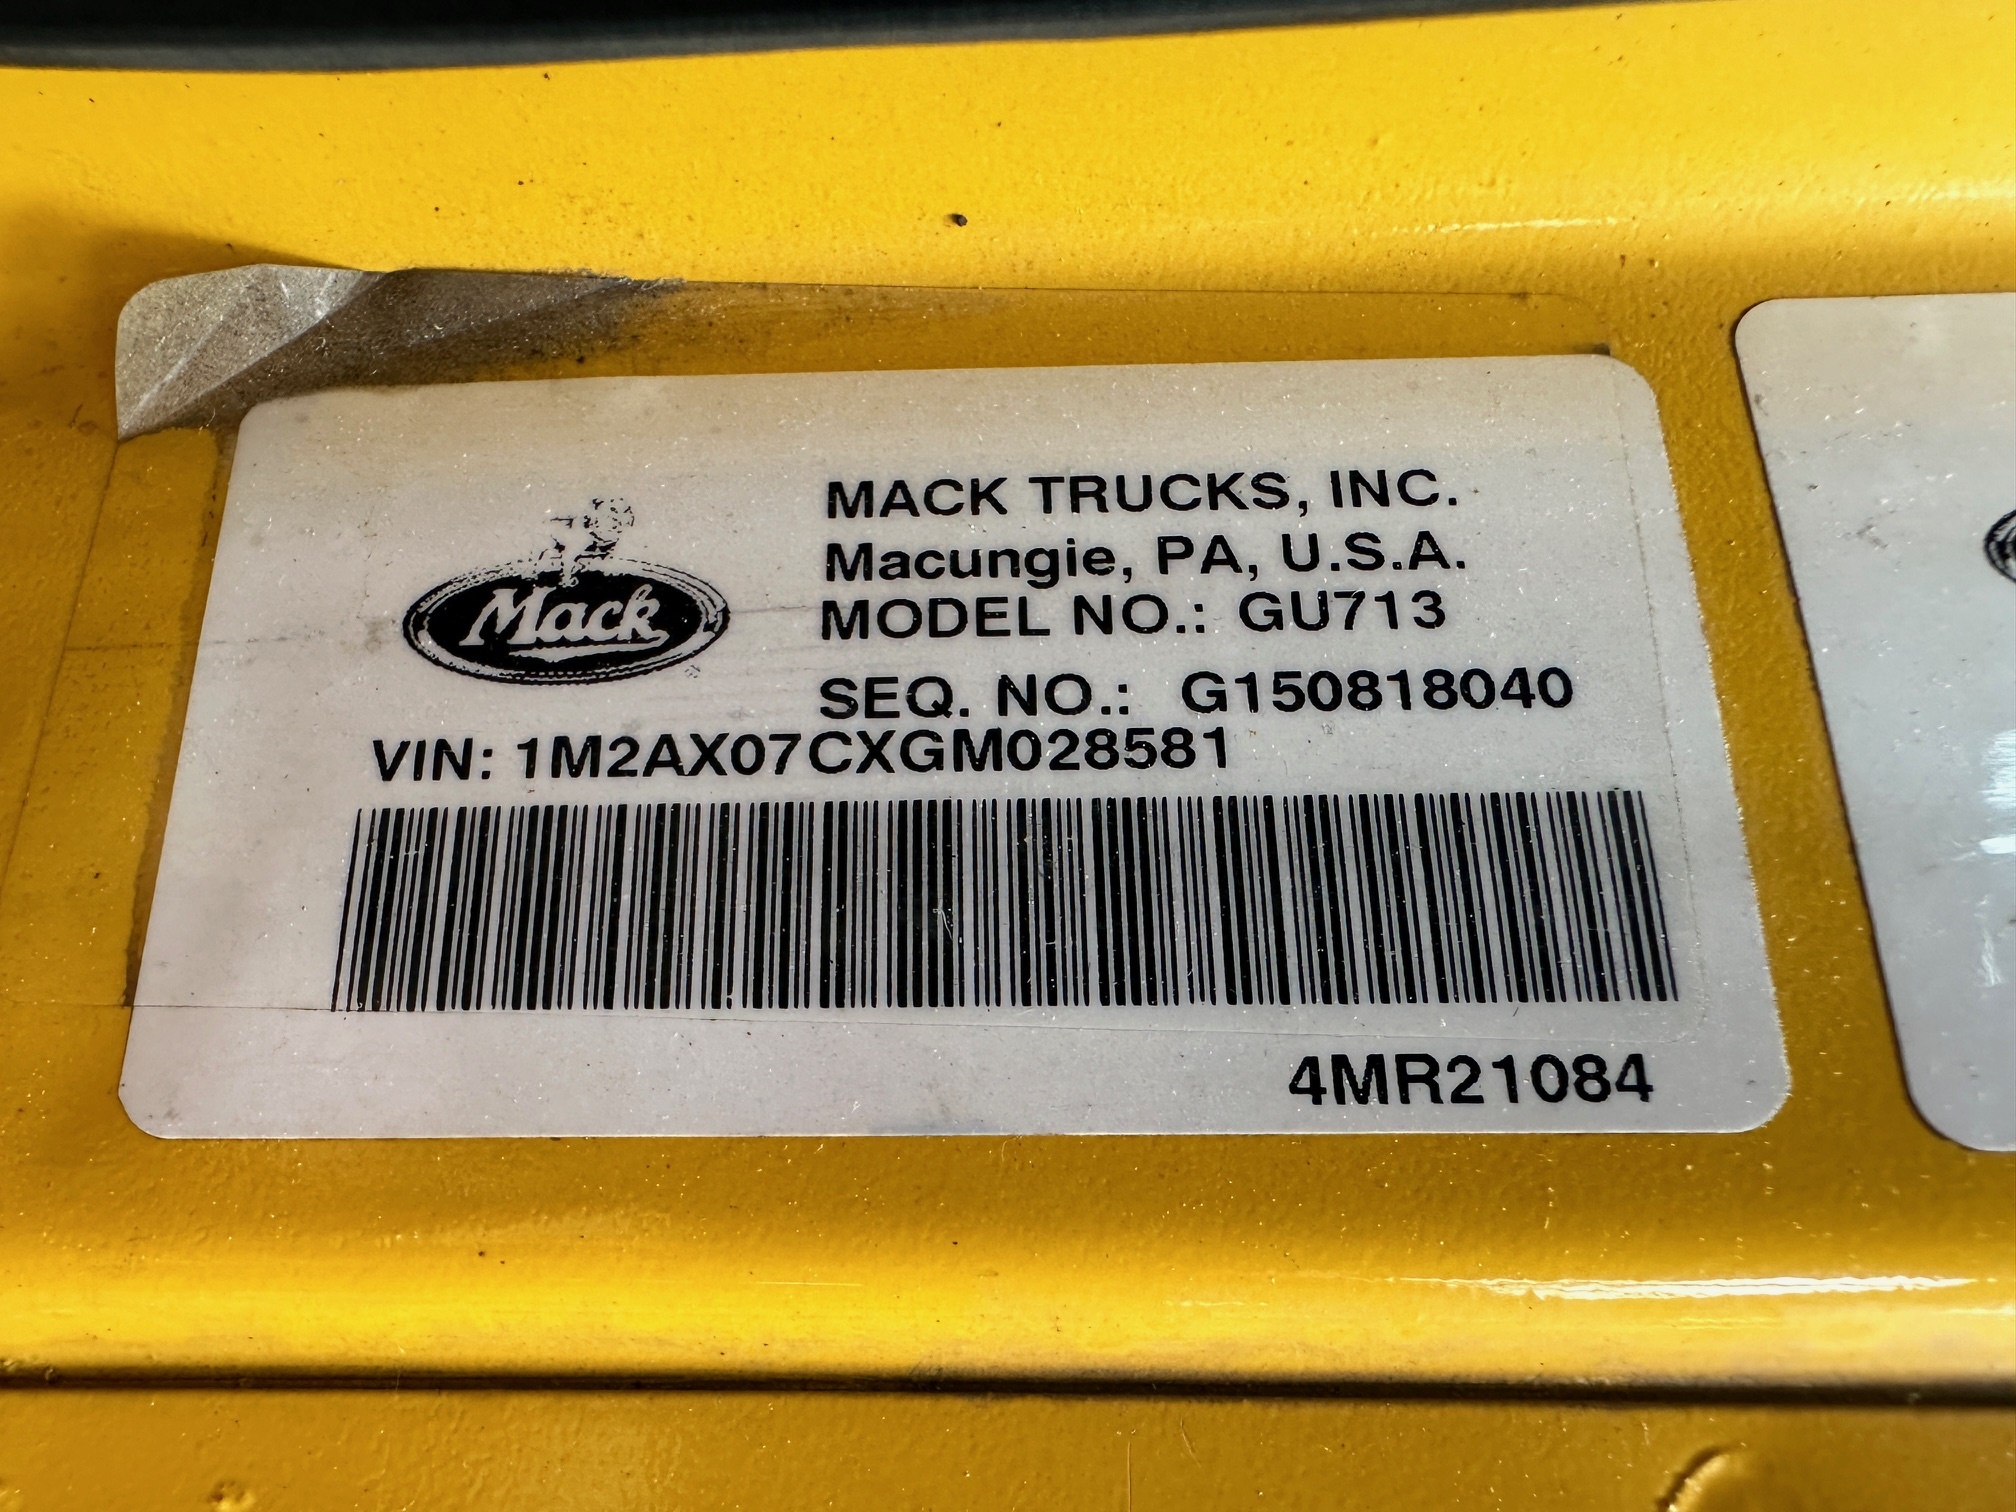 Mack
MACK TRUCKS, INC.
Macungie, PA, U.S.A.
MODEL NO.: GU713
SEQ. NO.: G150818040
VIN: 1M2AX07CXGM028581
4MR21084